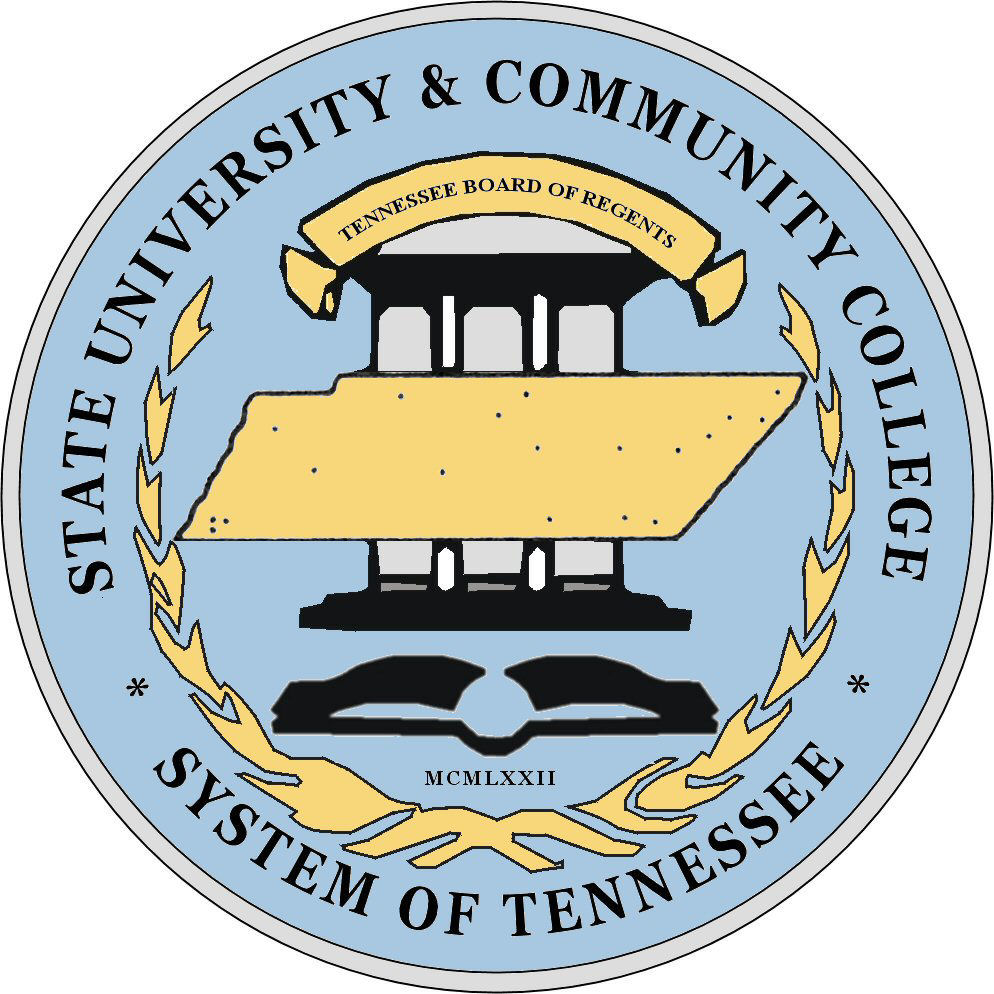 STATE UNIVERSITY & COMMUNITY COLLEGE
TENNESSEE BOARD OF REGENTS
MCMLXXII
* SYSTEM OF TENNESSEE *